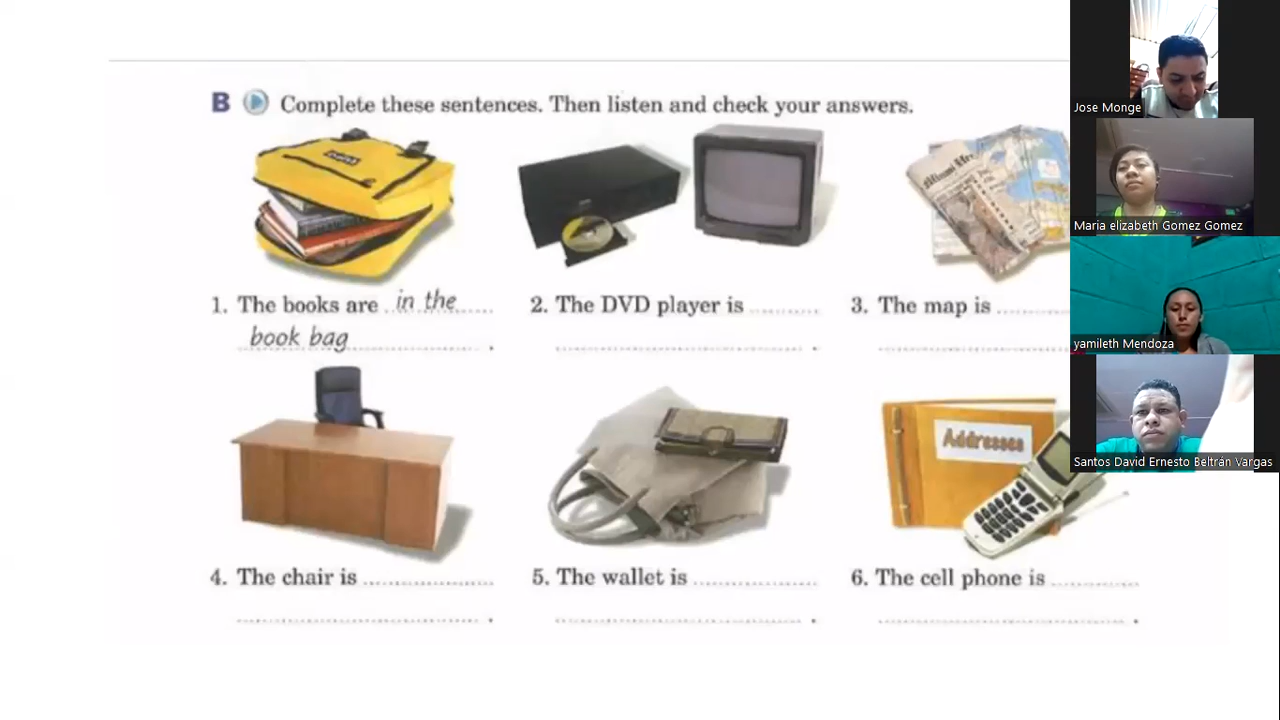 B Complete these sentences. Then listen and check your answers.
1. The books are in the
book bag.
2. The DVD player is
3. The map is
4. The chair is
5. The wallet is
Addresses
6. The cell phone is
Jose Monge
Maria elizabeth Gomez Gomez
yamileth Mendoza
Santos David Ernesto Beltrán Vargas